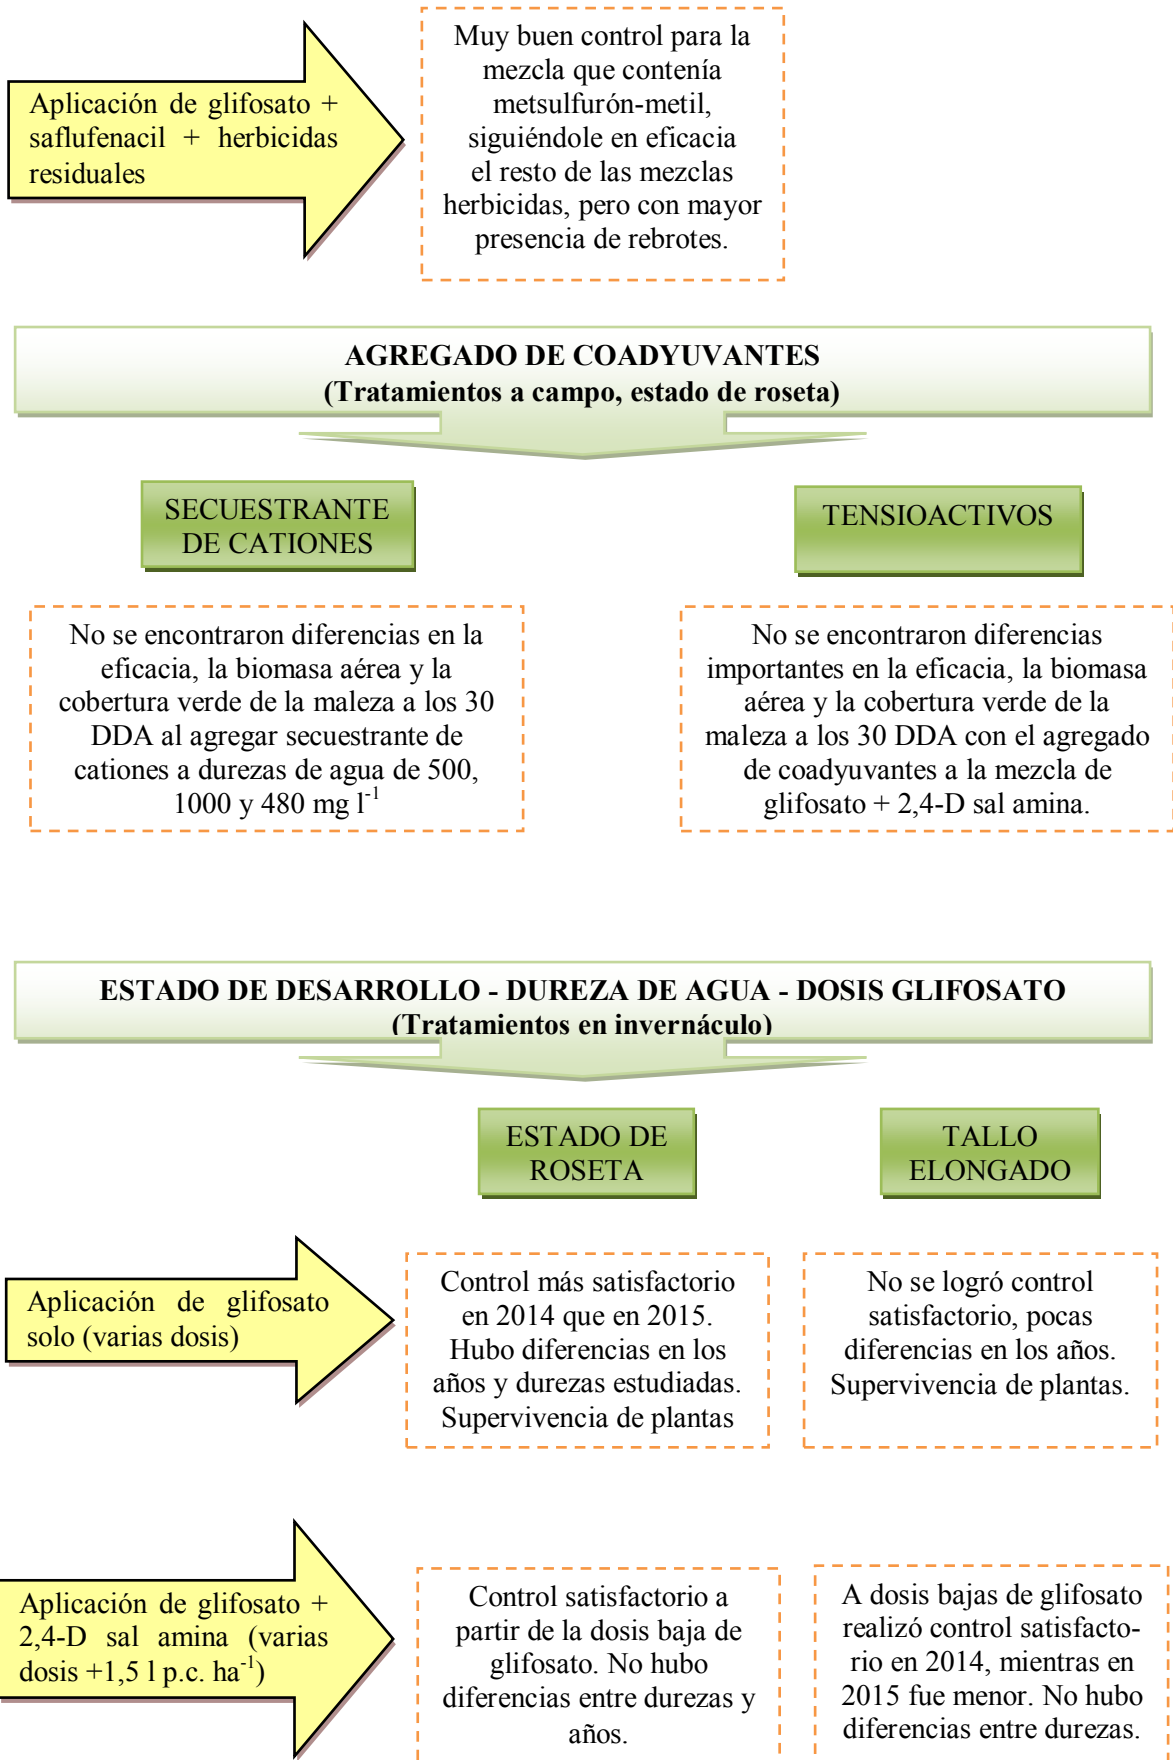 Aplicación de glifosato +
saflufenacil + herbicidas
residuales
Muy buen control para la
mezcla que contenía
metsulfurón-metil,
siguiéndole en eficacia
el resto de las mezclas
herbicidas, pero con mayor
presencia de rebrotes.
AGREGADO DE COADYUVANTES
(Tratamientos a campo, estado de roseta)
SECUESTRANTE
DE CATIONES
TENSIOACTIVOS
No se encontraron diferencias en la
eficacia, la biomasa aérea y la
cobertura verde de la maleza a los 30
DDA al agregar secuestrante de
cationes a durezas de agua de 500,
1000 y 480 mg l⁻¹
No se encontraron diferencias
importantes en la eficacia, la biomasa
aérea y la cobertura verde de la
maleza a los 30 DDA con el agregado
de coadyuvantes a la mezcla de
glifosato + 2,4-D sal amina.
ESTADO DE DESARROLLO - DUREZA DE AGUA - DOSIS GLIFOSATO
(Tratamientos en invernáculo)
ESTADO DE
ROSETA
TALLO
ELONGADO
Aplicación de glifosato
solo (varias dosis)
Control más satisfactorio
en 2014 que en 2015.
Hubo diferencias en los
años y durezas estudiadas.
Supervivencia de plantas
No se logró control
satisfactorio, pocas
diferencias en los años.
Supervivencia de plantas.
Aplicación de glifosato +
2,4-D sal amina (varias
dosis +1,5 l p.c. ha⁻¹)
Control satisfactorio a
partir de la dosis baja de
glifosato. No hubo
diferencias entre durezas y
años.
A dosis bajas de glifosato
realizó control satisfacto-
rio en 2014, mientras en
2015 fue menor. No hubo
diferencias entre durezas.